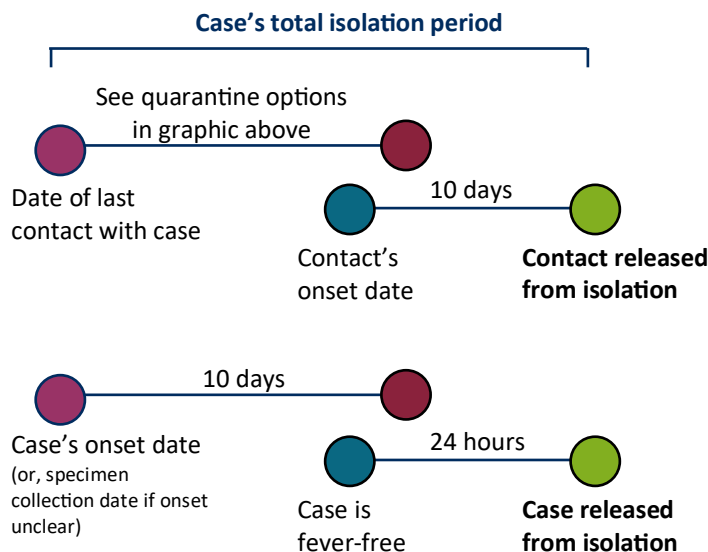 Case's total isolation period
See quarantine options
in graphic above
Date of last
contact with case
10 days
Contact's
onset date
Contact released
from isolation
10 days
Case's onset date
(or, specimen
collection date if onset
unclear)
24 hours
Case is
fever-free
Case released
from isolation